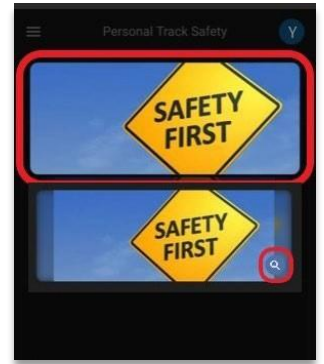 Personal Track Safety
Y
SAFETY
FIRST
SAFETY
FIRST